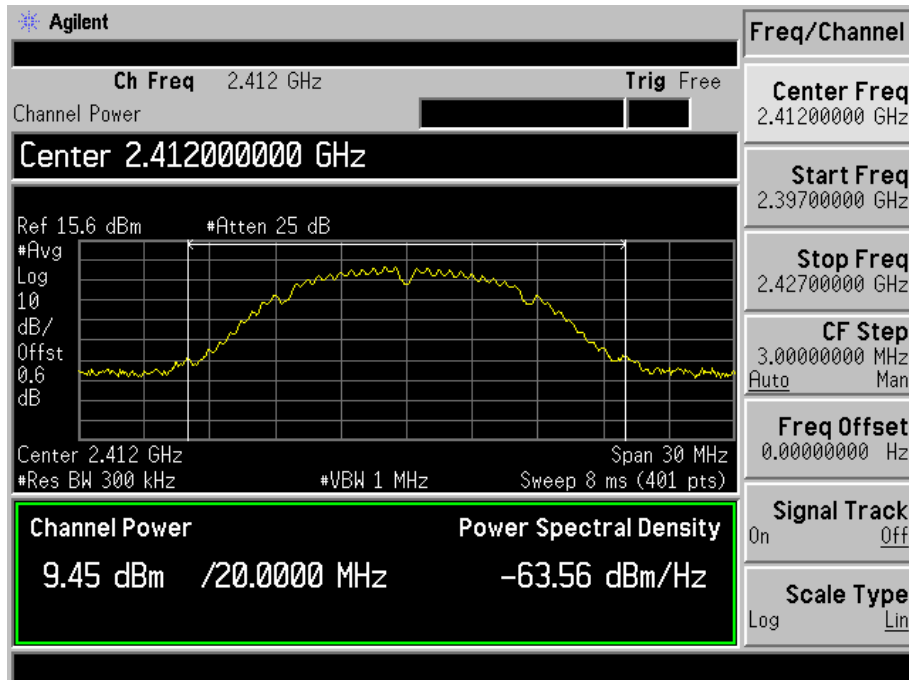 Agilent
Freq/Channel
Ch Freq 2.412 GHz Trig Free
Channel Power
Center 2.412000000 GHz
Ref 15.6 dBm #Atten 25 dB
#Avg
Log
10
dB/
Offst
0.6
dB
Center 2.412 GHz Span 30 MHz
#Res BW 300 kHz #VBW 1 MHz Sweep 8 ms (401 pts)
Channel Power Power Spectral Density
9.45 dBm /20.0000 MHz -63.56 dBm/Hz
Center Freq
2.41200000 GHz
Start Freq
2.39700000 GHz
Stop Freq
2.42700000 GHz
CF Step
3.00000000 MHz
Auto Man
Freq Offset
0.00000000 Hz
Signal Track
On Off
Scale Type
Log Lin